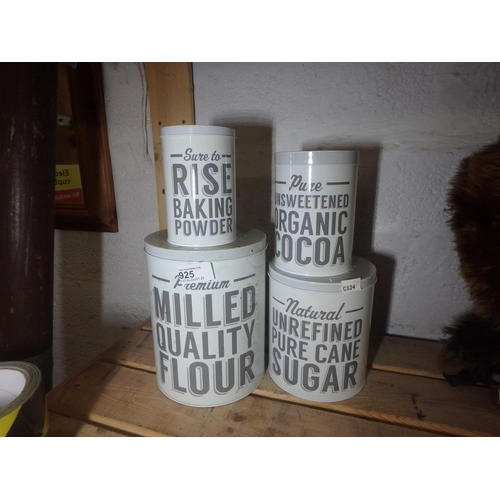 Sure to
RISE
BAKING
POWDER
Pure
UNSWEETENED
ORGANIC
COCOA
925
Premium
MILLED
QUALITY
FLOUR
C324
Natural
UNREFINED
PURE CANE
SUGAR